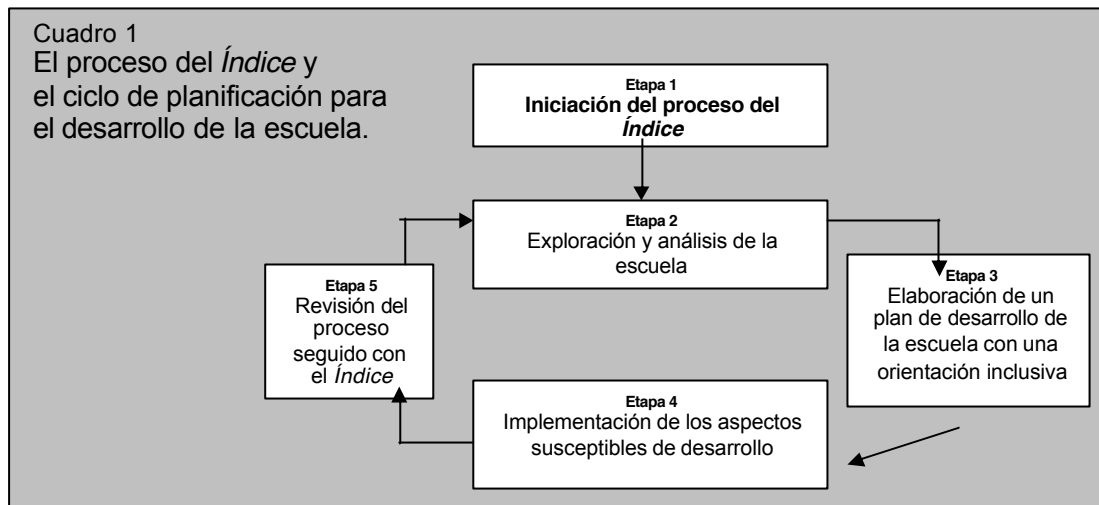 Cuadro 1
El proceso del Índice y
el ciclo de planificación para
el desarrollo de la escuela.
Etapa 1
Iniciación del proceso del
Índice
Etapa 2
Exploración y análisis de la
escuela
Etapa 3
Elaboración de un
plan de desarrollo de
la escuela con una
orientación inclusiva
Etapa 4
Implementación de los aspectos
susceptibles de desarrollo
Etapa 5
Revisión del
proceso
seguido con
el Índice